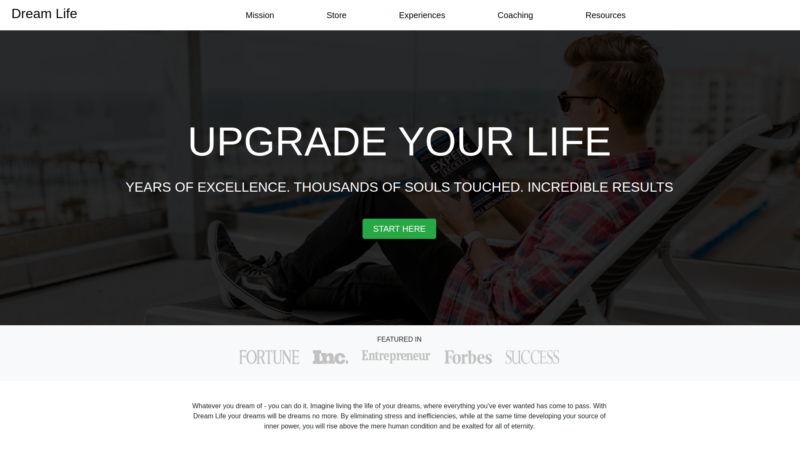 Dream Life
Mission
Store
Experiences
Coaching
Resources
UPGRADE YOUR LIFE
YEARS OF EXCELLENCE. THOUSANDS OF SOULS TOUCHED. INCREDIBLE RESULTS
START HERE
FEATURED IN
FORTUNE
Inc.
Entrepreneur
Forbes
SUCCESS
Whatever you dream of - you can do it. Imagine living the life of your dreams, where everything you've ever wanted has come to pass. With
Dream Life your dreams will be dreams no more. By eliminating stress and inefficiencies, while at the same time developing your source of
inner power, you will rise above the mere human condition and be exalted for all of eternity.